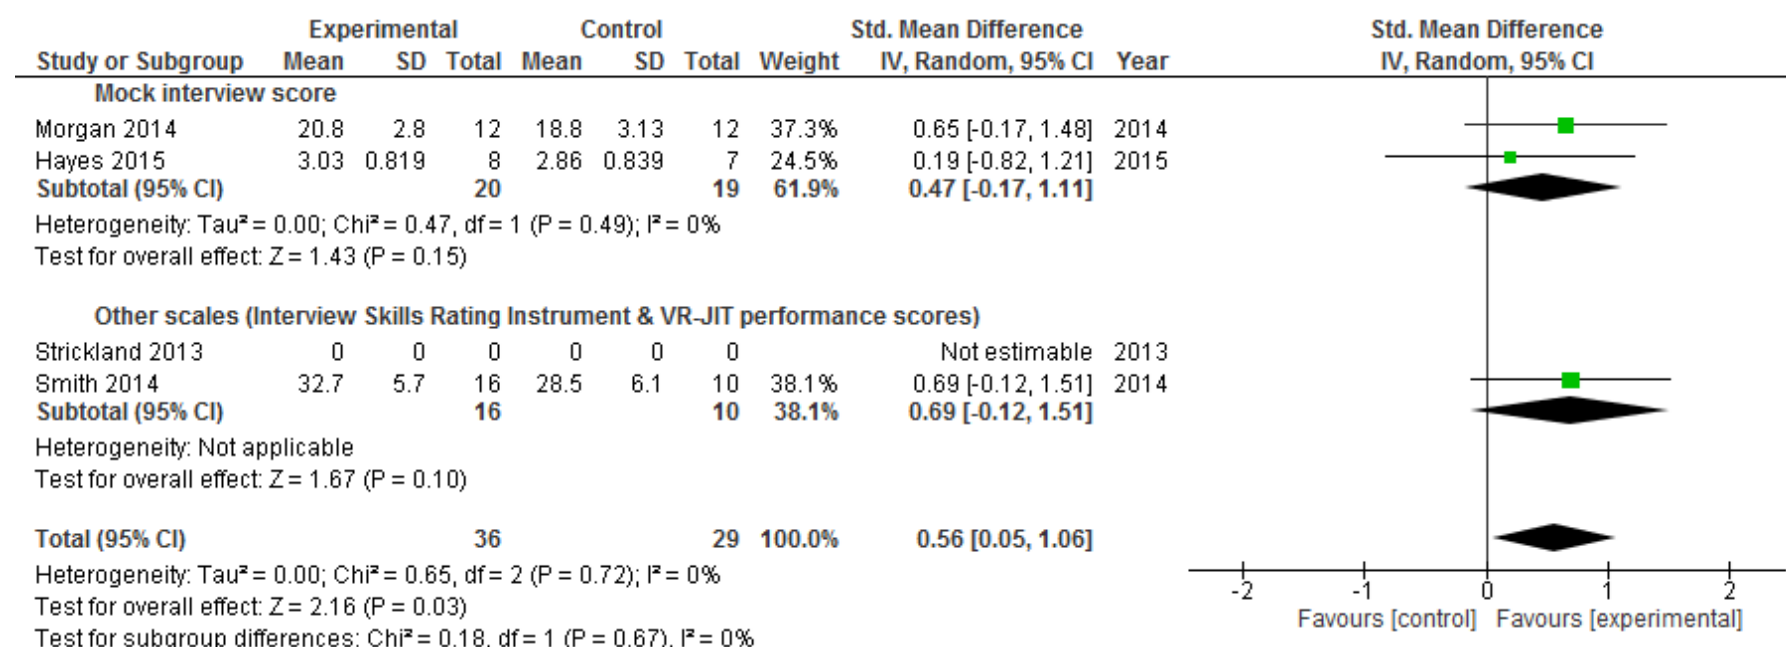 Experimental Control Std. Mean Difference Std. Mean Difference
Study or Subgroup Mean SD Total Mean SD Total Weight IV, Random, 95% CI Year IV, Random, 95% CI
Mock interview score
Morgan 2014 20.8 2.8 12 18.8 3.13 12 37.3% 0.65 [-0.17, 1.48] 2014
Hayes 2015 3.03 0.819 8 2.86 0.839 7 24.5% 0.19 [-0.82, 1.21] 2015
Subtotal (95% CI) 20 19 61.9% 0.47 [-0.17, 1.11]
Heterogeneity: Tau² = 0.00; Chi² = 0.47, df = 1 (P = 0.49); I² = 0%
Test for overall effect: Z = 1.43 (P = 0.15)
Other scales (Interview Skills Rating Instrument & VR-JIT performance scores)
Strickland 2013 0 0 0 0 0 0 Not estimable 2013
Smith 2014 32.7 5.7 16 28.5 6.1 10 38.1% 0.69 [-0.12, 1.51] 2014
Subtotal (95% CI) 16 10 38.1% 0.69 [-0.12, 1.51]
Heterogeneity: Not applicable
Test for overall effect: Z = 1.67 (P = 0.10)
Total (95% CI) 36 29 100.0% 0.56 [0.05, 1.06]
Heterogeneity: Tau² = 0.00; Chi² = 0.65, df = 2 (P = 0.72); I² = 0%
Test for overall effect: Z = 2.16 (P = 0.03)
Test for subgroup differences: Chi² = 0.18, df = 1 (P = 0.67), I² = 0%
-2 -1 0 1 2
Favours [control] Favours [experimental]